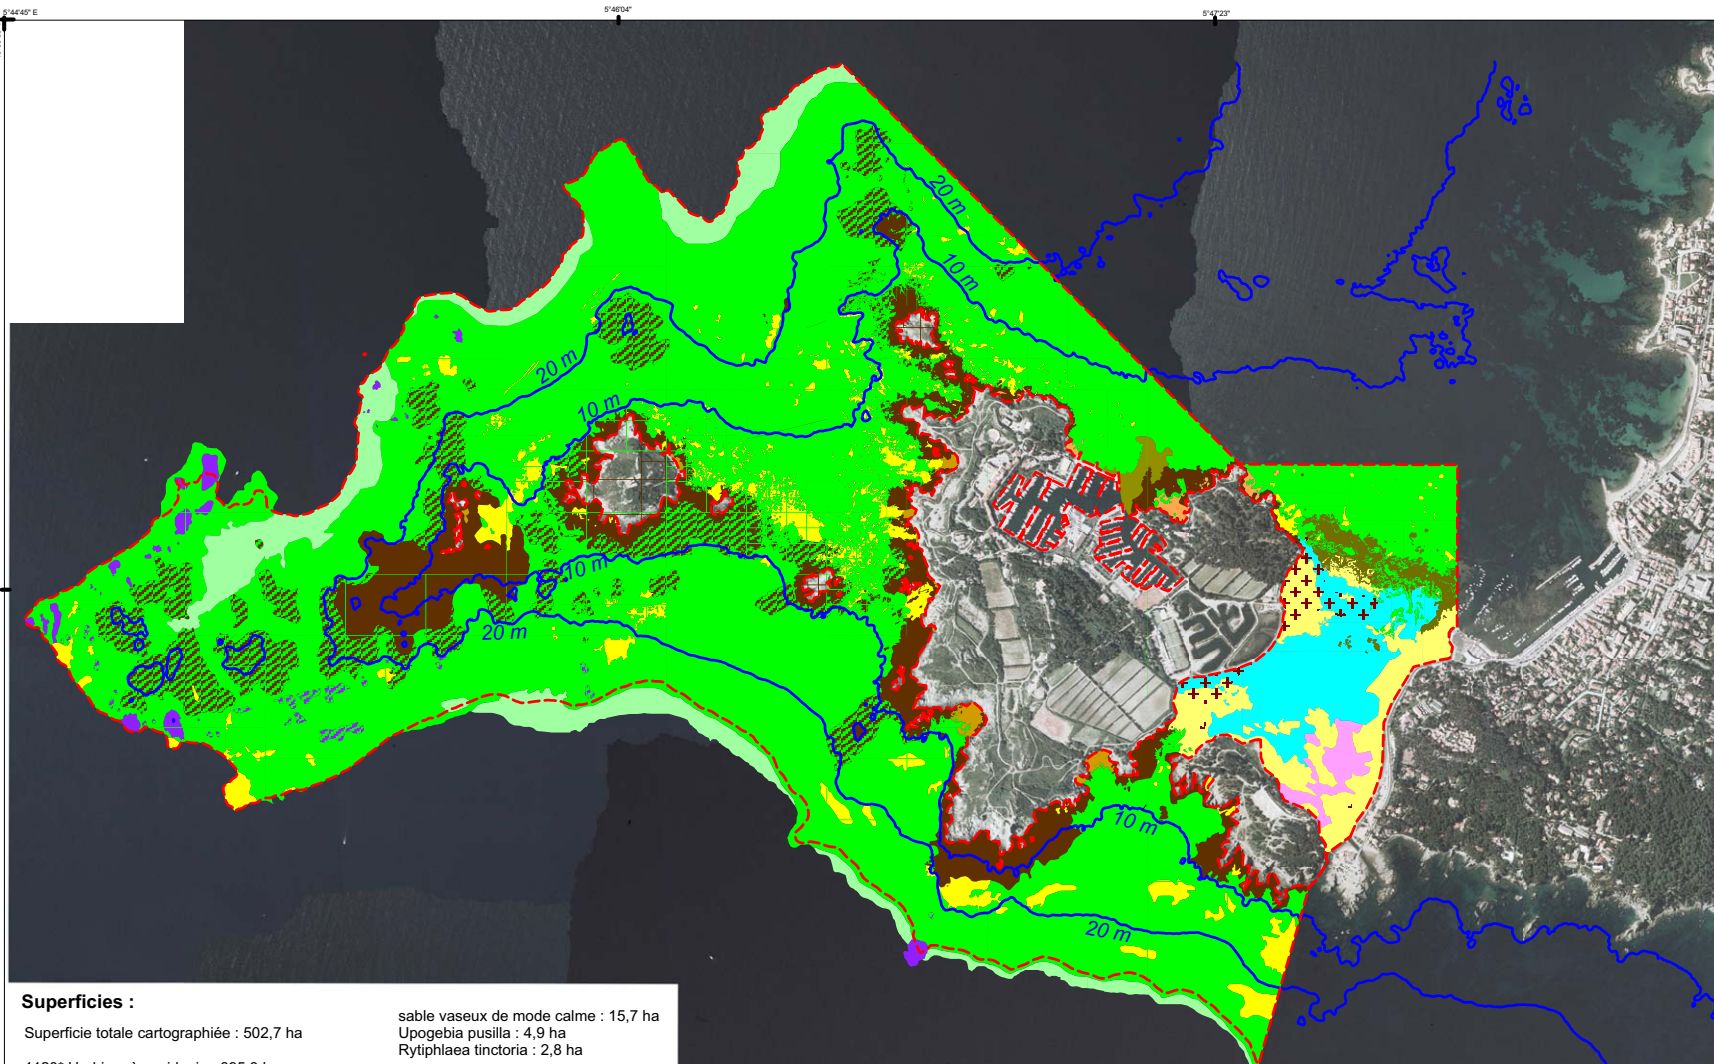 5°44'45" E
5°46'04"
5°47'23"
20 m
10 m
20 m
10 m
10 m
20 m
10 m
20 m
Superficies :
Superficie totale cartographiée : 502,7 ha
sable vaseux de mode calme : 15,7 ha
Upogebia pusilla : 4,9 ha
Rytiphlaea tinctoria : 2,8 ha